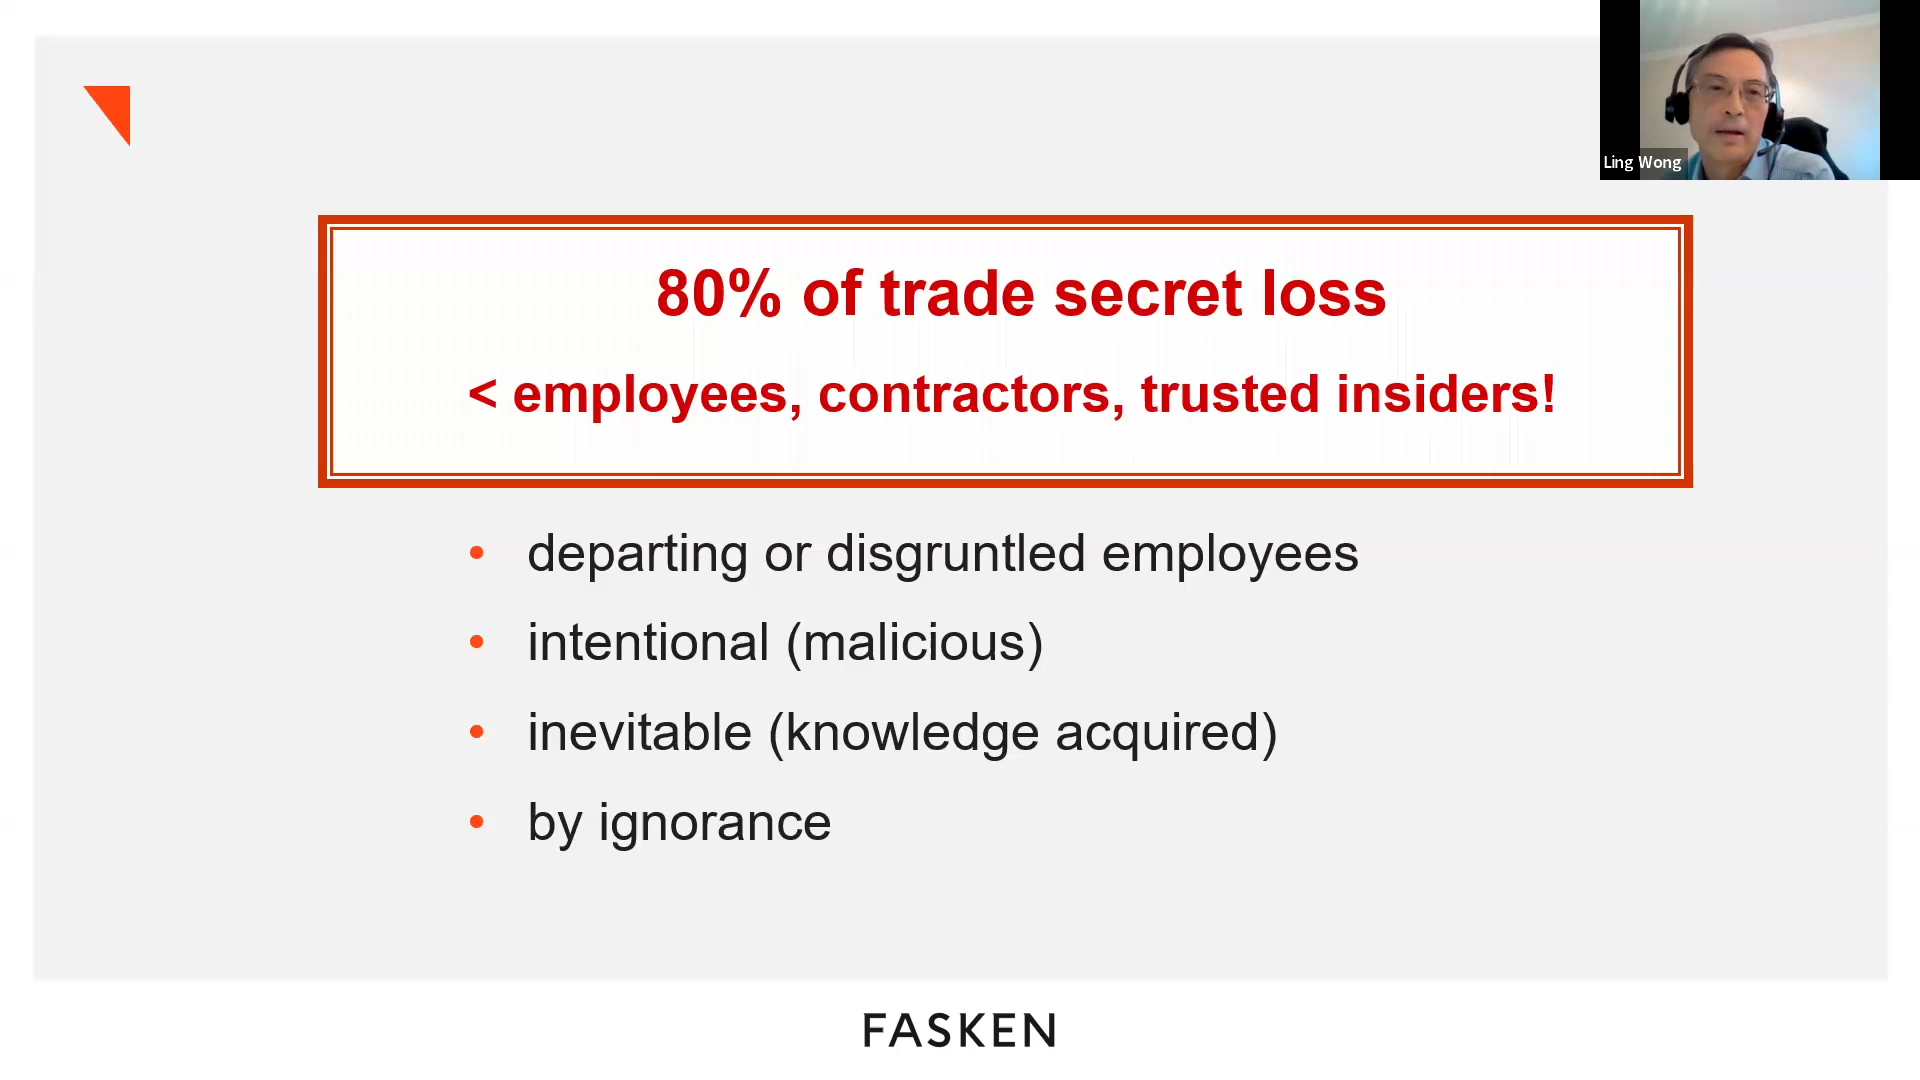 Ling Wong
80% of trade secret loss
< employees, contractors, trusted insiders!
• departing or disgruntled employees
• intentional (malicious)
• inevitable (knowledge acquired)
• by ignorance
FASKEN